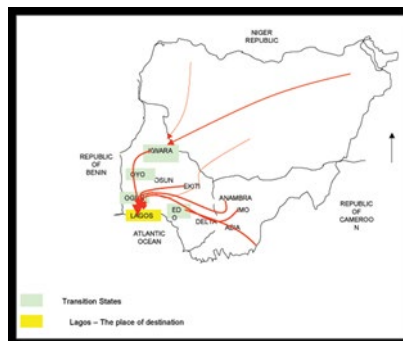 NIGER
REPUBLIC
KWARA
REPUBLIC
OF
BENIN
OYO
OSUN
EKITI
OGUN
ANAMBRA
LAGOS
ED
O
IMO
DELTA
ABIA
REPUBLIC
OF
CAMEROO
N
ATLANTIC
OCEAN
Transition States
Lagos – The place of destination